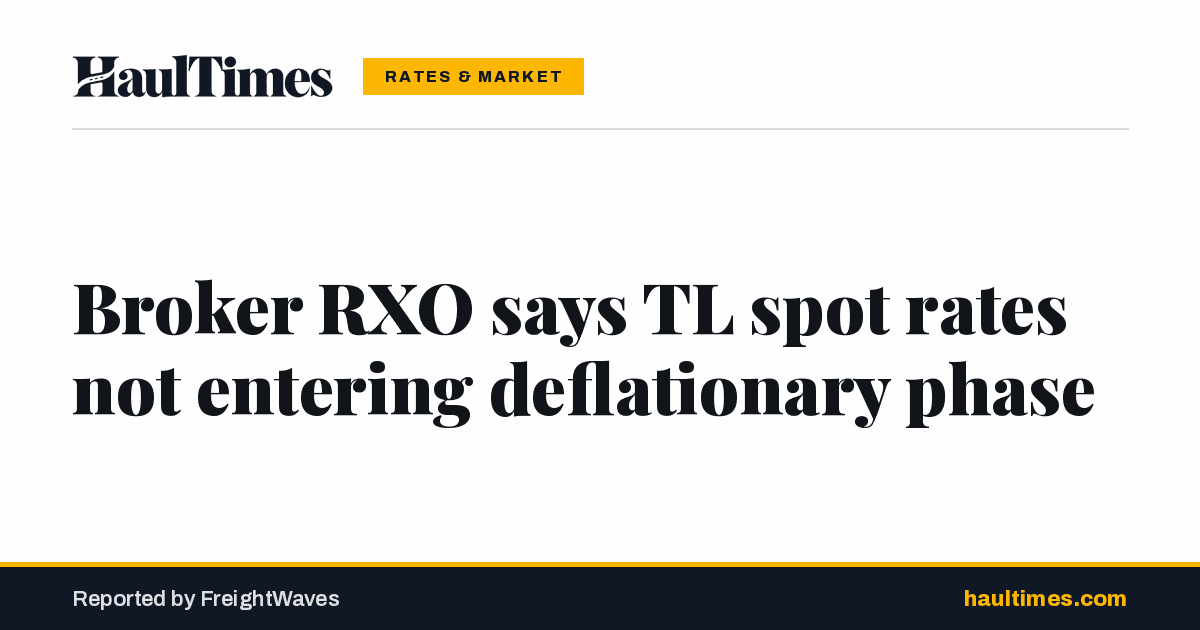 HaulTimes
RATES & MARKET
Broker RXO says TL spot rates
not entering deflationary phase
Reported by FreightWaves
haultimes.com